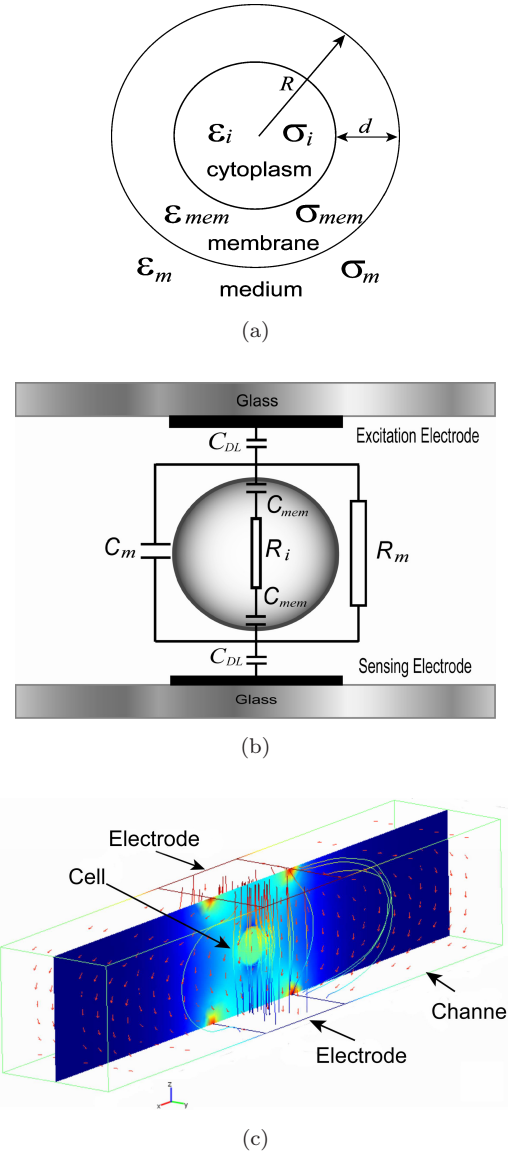 R
d
εi σi
cytoplasm
εmem σmem
membrane
εm σm
medium
(a)
Glass
CDL Excitation Electrode
Cmem
Cm Ri Rm
Cmem
CDL Sensing Electrode
Glass
(b)
Electrode
Cell
Channe
Electrode
z
x y
(c)